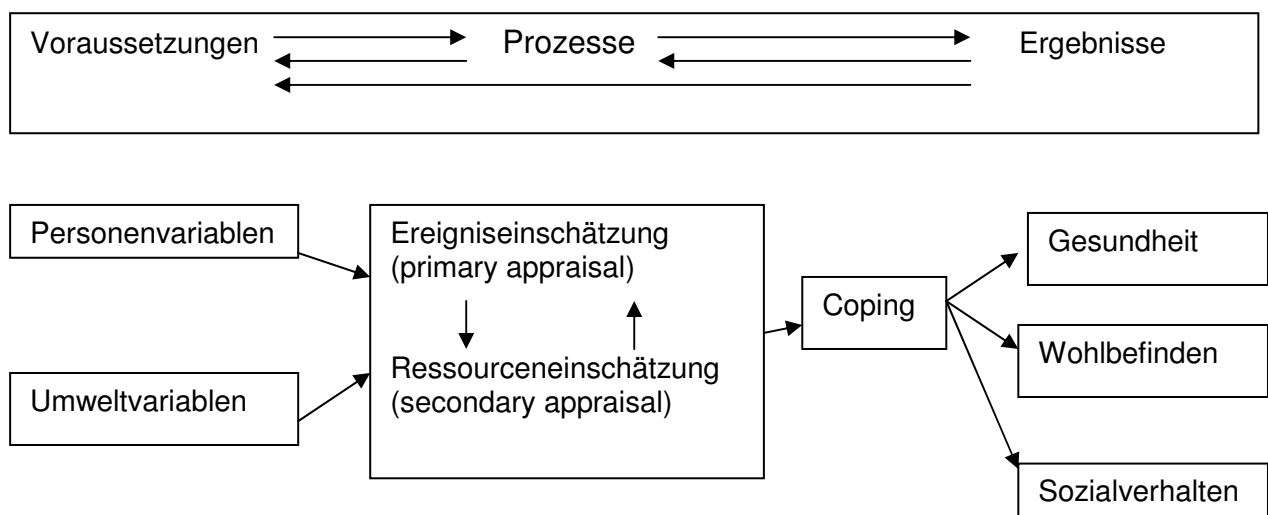 Voraussetzungen Prozesse Ergebnisse
Personenvariablen
Umweltvariablen
Ereigniseinschätzung
(primary appraisal)
Ressourceneinschätzung
(secondary appraisal)
Coping
Gesundheit
Wohlbefinden
Sozialverhalten